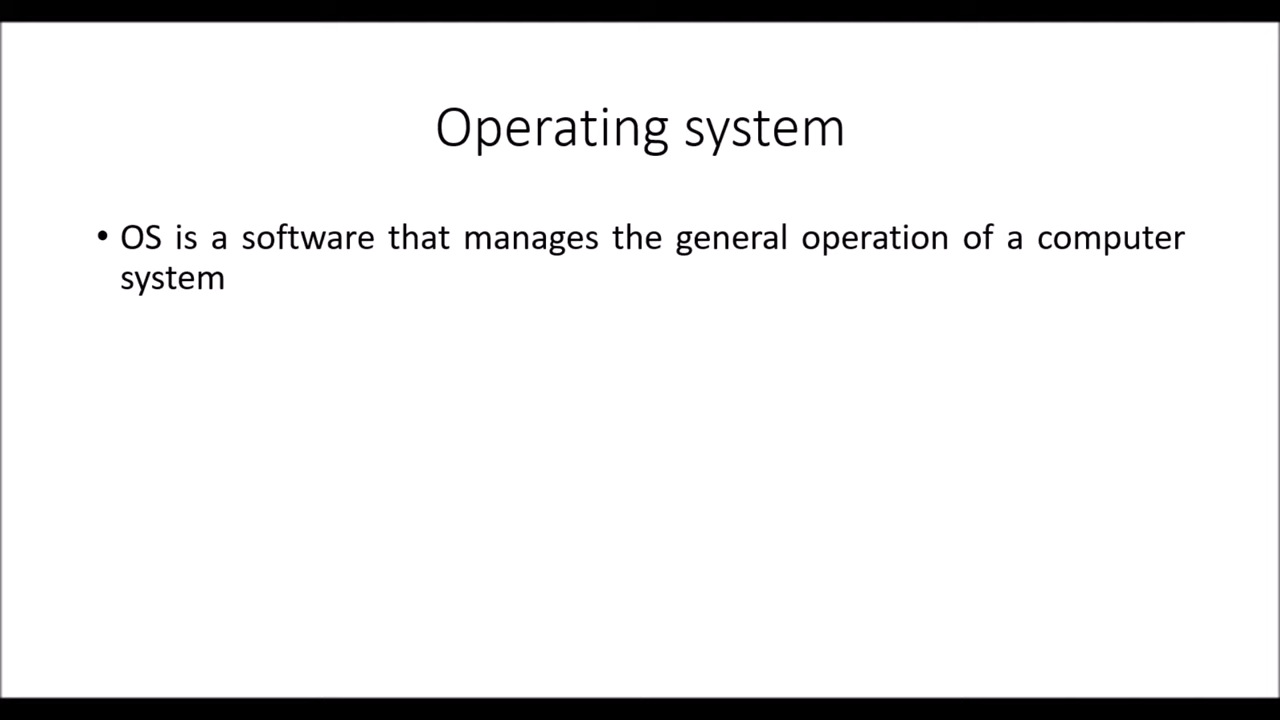 Operating system
• OS is a software that manages the general operation of a computer
system